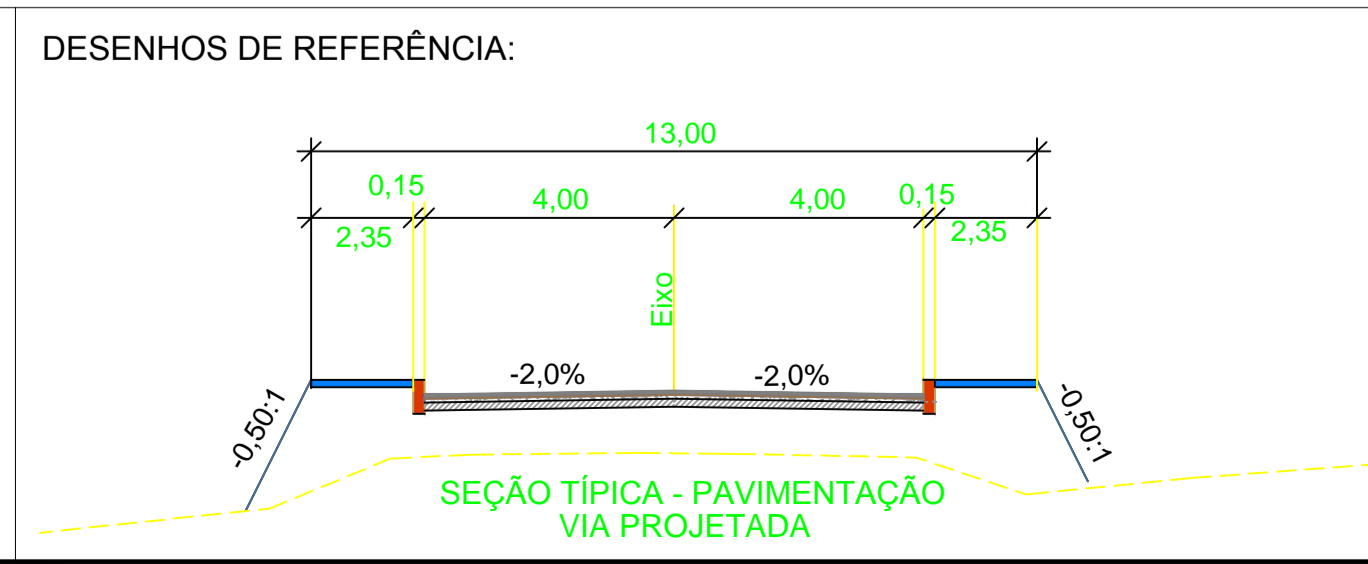 DESENHOS DE REFERÊNCIA:
13,00
0,15
4,00
4,00
0,15
2,35
2,35
Eixo
-2,0%
-2,0%
-0,50:1
-0,50:1
SEÇÃO TÍPICA - PAVIMENTAÇÃO
VIA PROJETADA